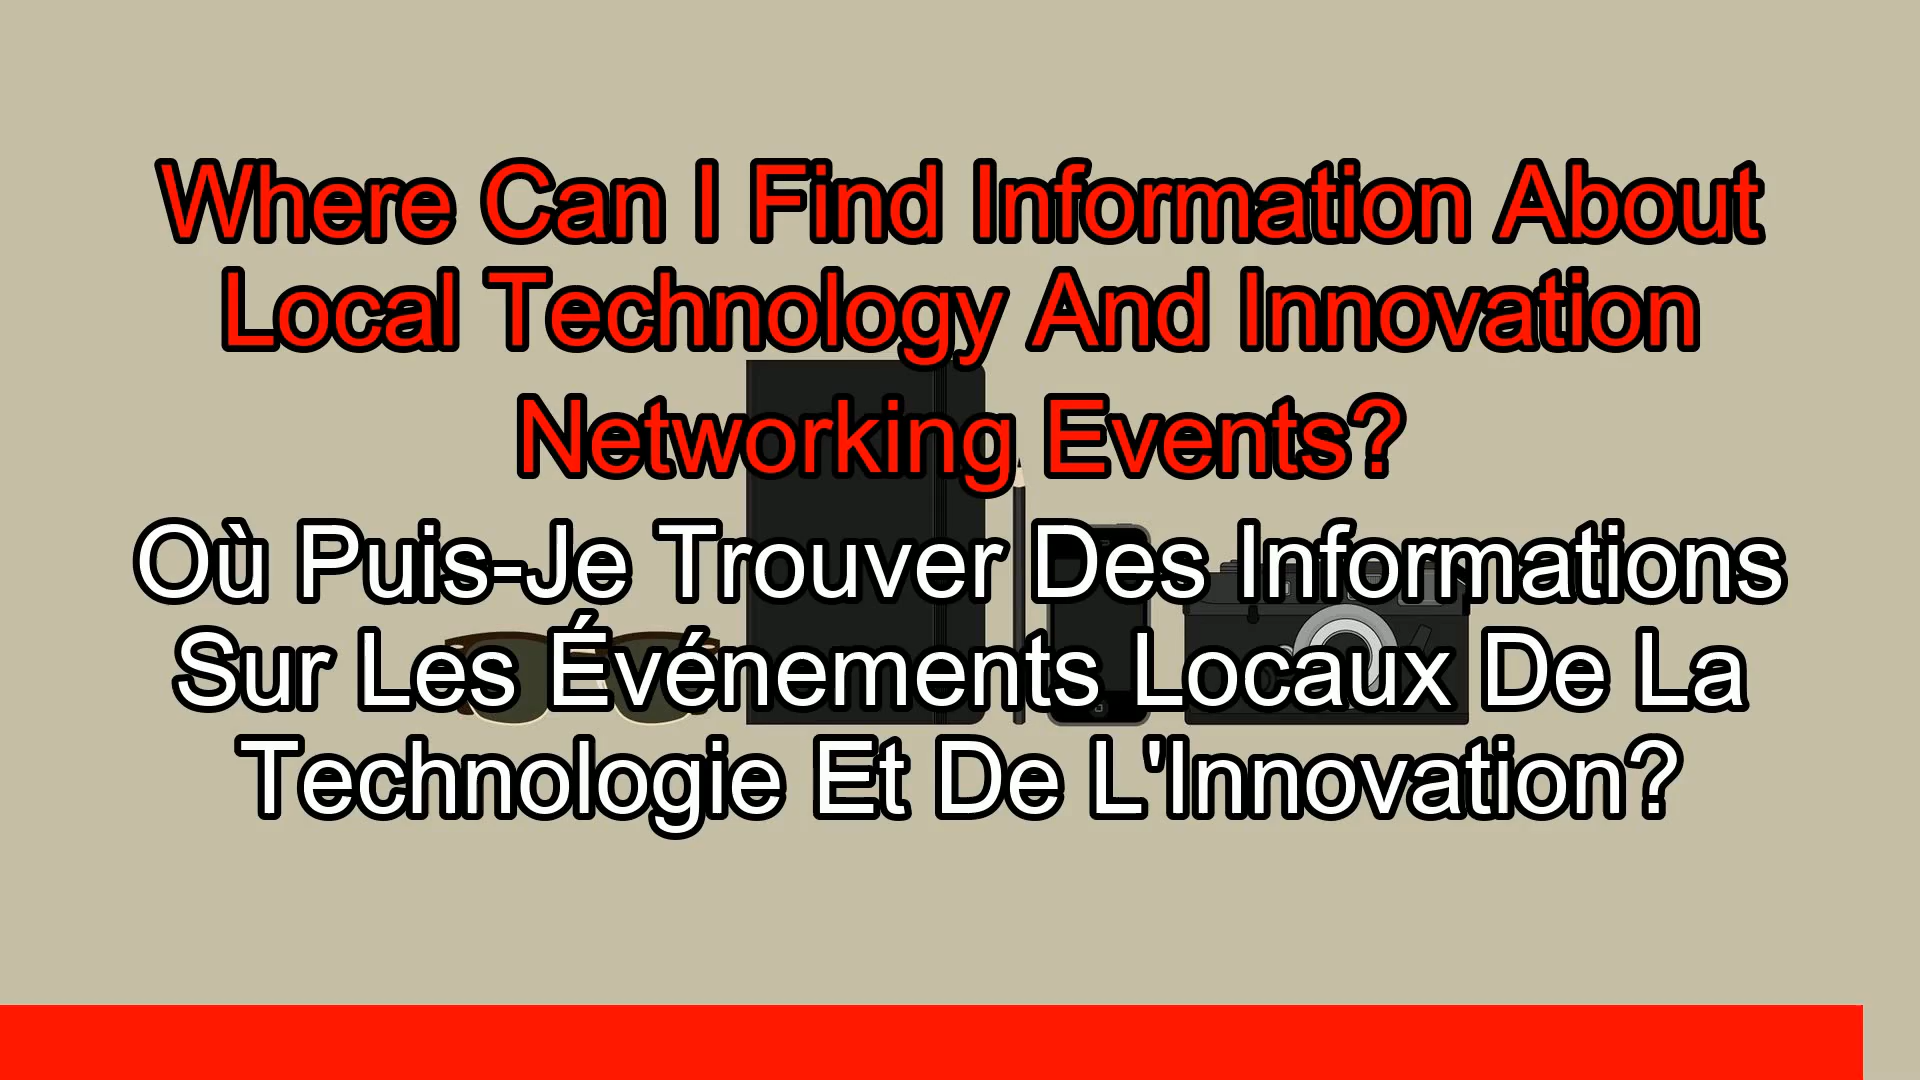 Where Can I Find Information About
Local Technology And Innovation
Networking Events?
Où Puis-Je Trouver Des Informations
Sur Les Événements Locaux De La
Technologie Et De L'Innovation?